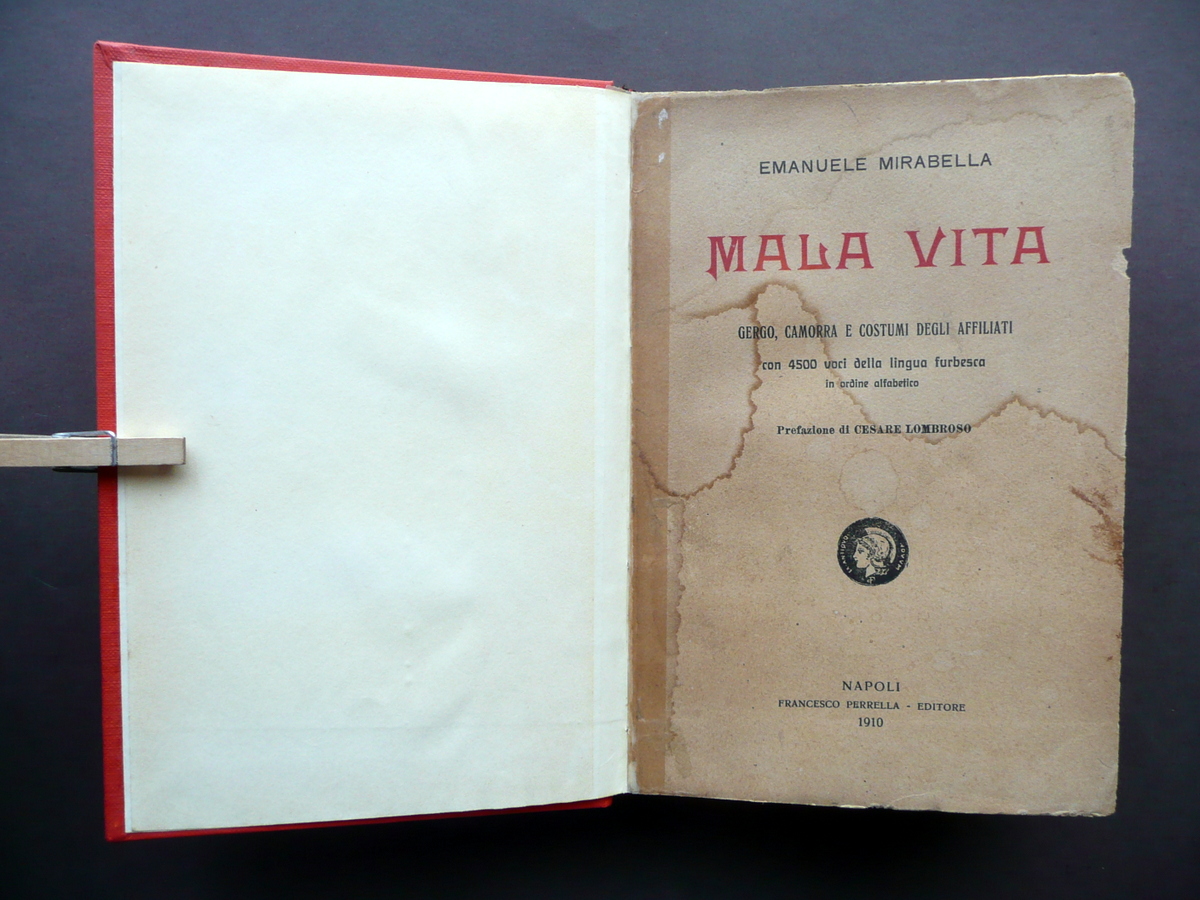 EMANUELE MIRABELLA
MALA VITA
GERGO, CAMORRA E COSTUMI DEGLI AFFILIATI
con 4500 voci della lingua furbesca
in ordine alfabetico
Prefazione di CESARE LOMBROSO
NAPOLI
FRANCESCO PERRELLA - EDITORE
1910